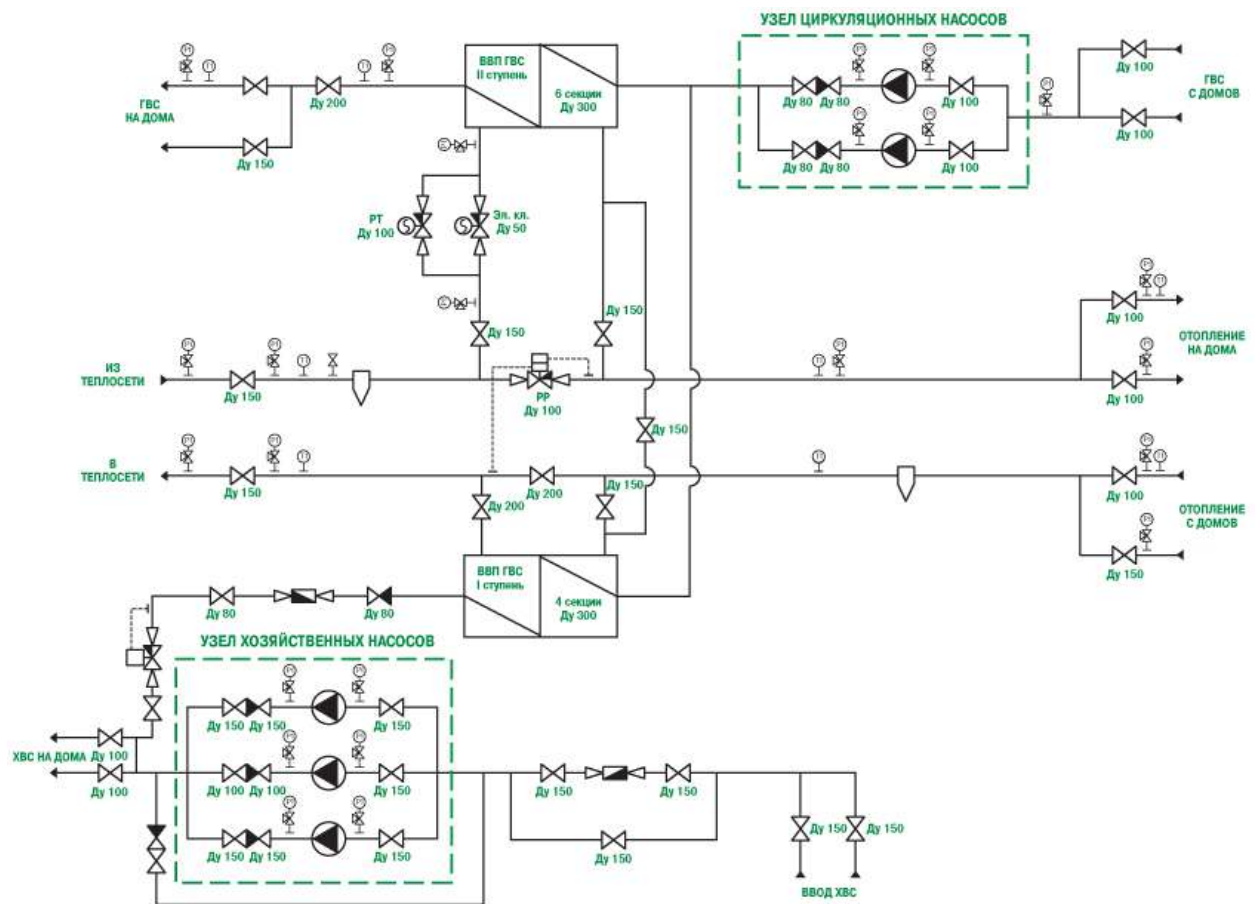 УЗЕЛ ЦИРКУЛЯЦИОННЫХ НАСОСОВ
ВВП ГВС
II ступень
6 секции
Ду 300
ГВС
НА ДОМА
Ду 200
Ду 150
Ду 80
Ду 80
Ду 100
Ду 80
Ду 80
Ду 100
Ду 100
Ду 100
ГВС
С ДОМОВ
РТ
Ду 100
Эл. кл.
Ду 50
Ду 150
Ду 150
ИЗ
ТЕПЛОСЕТИ
Ду 150
РР
Ду 100
Ду 100
Ду 100
ОТОПЛЕНИЕ
НА ДОМА
Ду 150
В
ТЕПЛОСЕТИ
Ду 150
Ду 200
Ду 200
Ду 150
Ду 100
Ду 150
ОТОПЛЕНИЕ
С ДОМОВ
ВВП ГВС
I ступень
4 секции
Ду 300
Ду 80
Ду 80
УЗЕЛ ХОЗЯЙСТВЕННЫХ НАСОСОВ
Ду 150
Ду 150
Ду 150
ХВС НА ДОМА
Ду 100
Ду 100
Ду 100
Ду 100
Ду 150
Ду 150
Ду 150
Ду 150
Ду 150
Ду 150
Ду 150
Ду 150
Ду 150
ВВОД ХВС